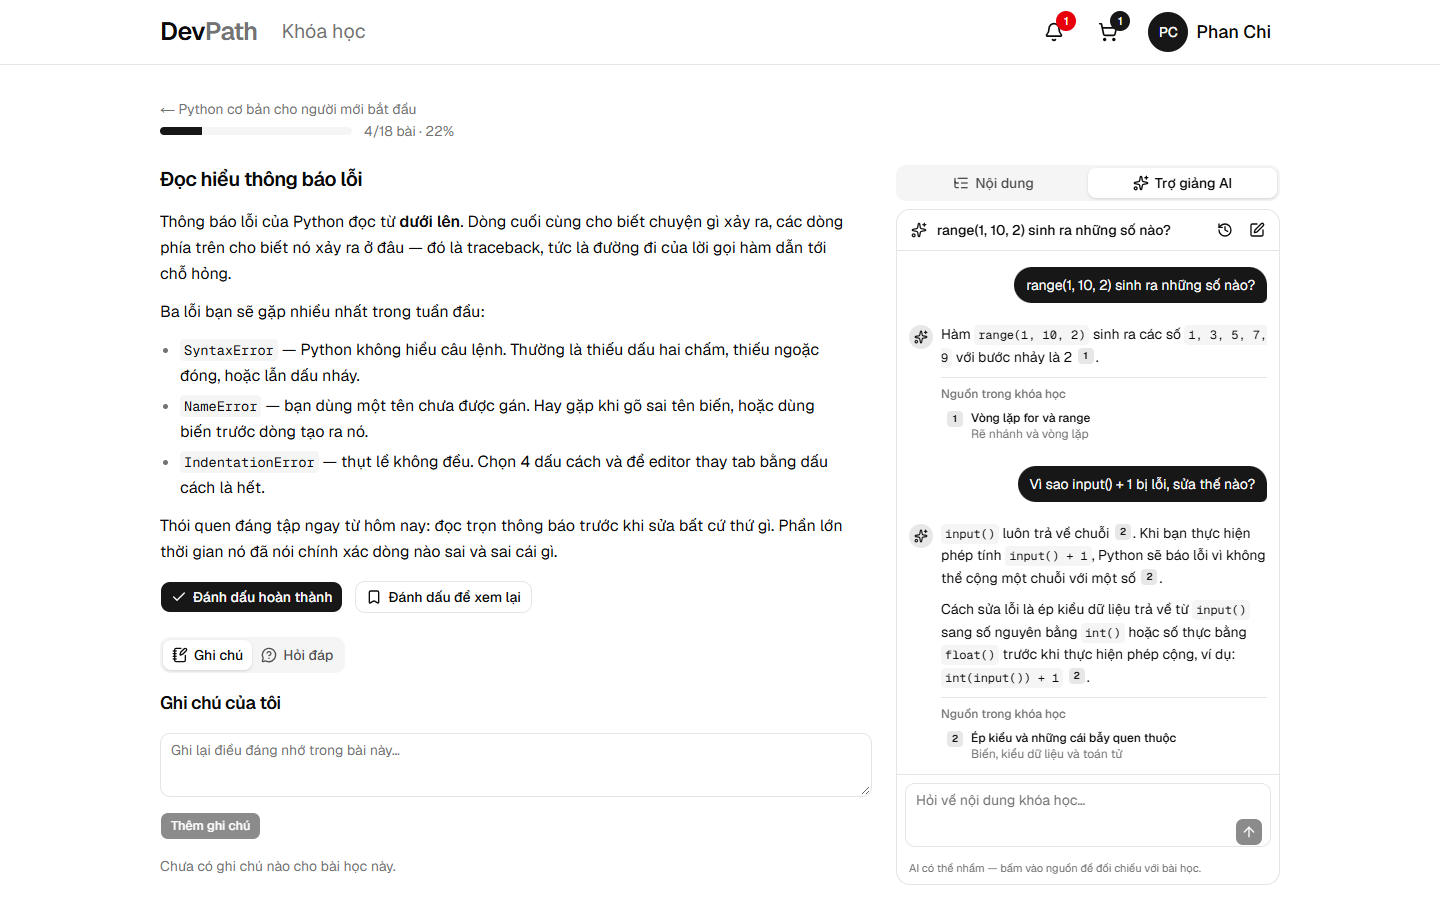 DevPath Khóa học
1
1
PC Phan Chi
← Python cơ bản cho người mới bắt đầu
4/18 bài · 22%
Đọc hiểu thông báo lỗi
Thông báo lỗi của Python đọc từ dưới lên. Dòng cuối cùng cho biết chuyện gì xảy ra, các dòng
phía trên cho biết nó xảy ra ở đâu — đó là traceback, tức là đường đi của lời gọi hàm dẫn tới
chỗ hỏng.
Ba lỗi bạn sẽ gặp nhiều nhất trong tuần đầu:
• SyntaxError — Python không hiểu câu lệnh. Thường là thiếu dấu hai chấm, thiếu ngoặc
đóng, hoặc lẫn dấu nháy.
• NameError — bạn dùng một tên chưa được gán. Hay gặp khi gõ sai tên biến, hoặc dùng
biến trước dòng tạo ra nó.
• IndentationError — thụt lề không đều. Chọn 4 dấu cách và để editor thay tab bằng dấu
cách là hết.
Thói quen đáng tập ngay từ hôm nay: đọc trọn thông báo trước khi sửa bất cứ thứ gì. Phần lớn
thời gian nó đã nói chính xác dòng nào sai và sai cái gì.
Đánh dấu hoàn thành
Đánh dấu để xem lại
Ghi chú
Hỏi đáp
Ghi chú của tôi
Ghi lại điều đáng nhớ trong bài này...
Thêm ghi chú
Chưa có ghi chú nào cho bài học này.
Nội dung
Trợ giảng AI
range(1, 10, 2) sinh ra những số nào?
range(1, 10, 2) sinh ra những số nào?
Hàm range(1, 10, 2) sinh ra các số 1, 3, 5, 7,
9 với bước nhảy là 2 1.
Nguồn trong khóa học
1 Vòng lặp for và range
Rẽ nhánh và vòng lặp
Vì sao input() + 1 bị lỗi, sửa thế nào?
input() luôn trả về chuỗi 2. Khi bạn thực hiện
phép tính input() + 1, Python sẽ báo lỗi vì không
thể cộng một chuỗi với một số 2.
Cách sửa lỗi là ép kiểu dữ liệu trả về từ input()
sang số nguyên bằng int() hoặc số thực bằng
float() trước khi thực hiện phép cộng, ví dụ:
int(input()) + 1 2.
Nguồn trong khóa học
2 Ép kiểu và những cái bẫy quen thuộc
Biến, kiểu dữ liệu và toán tử
Hỏi về nội dung khóa học...
AI có thể nhầm — bấm vào nguồn để đối chiếu với bài học.